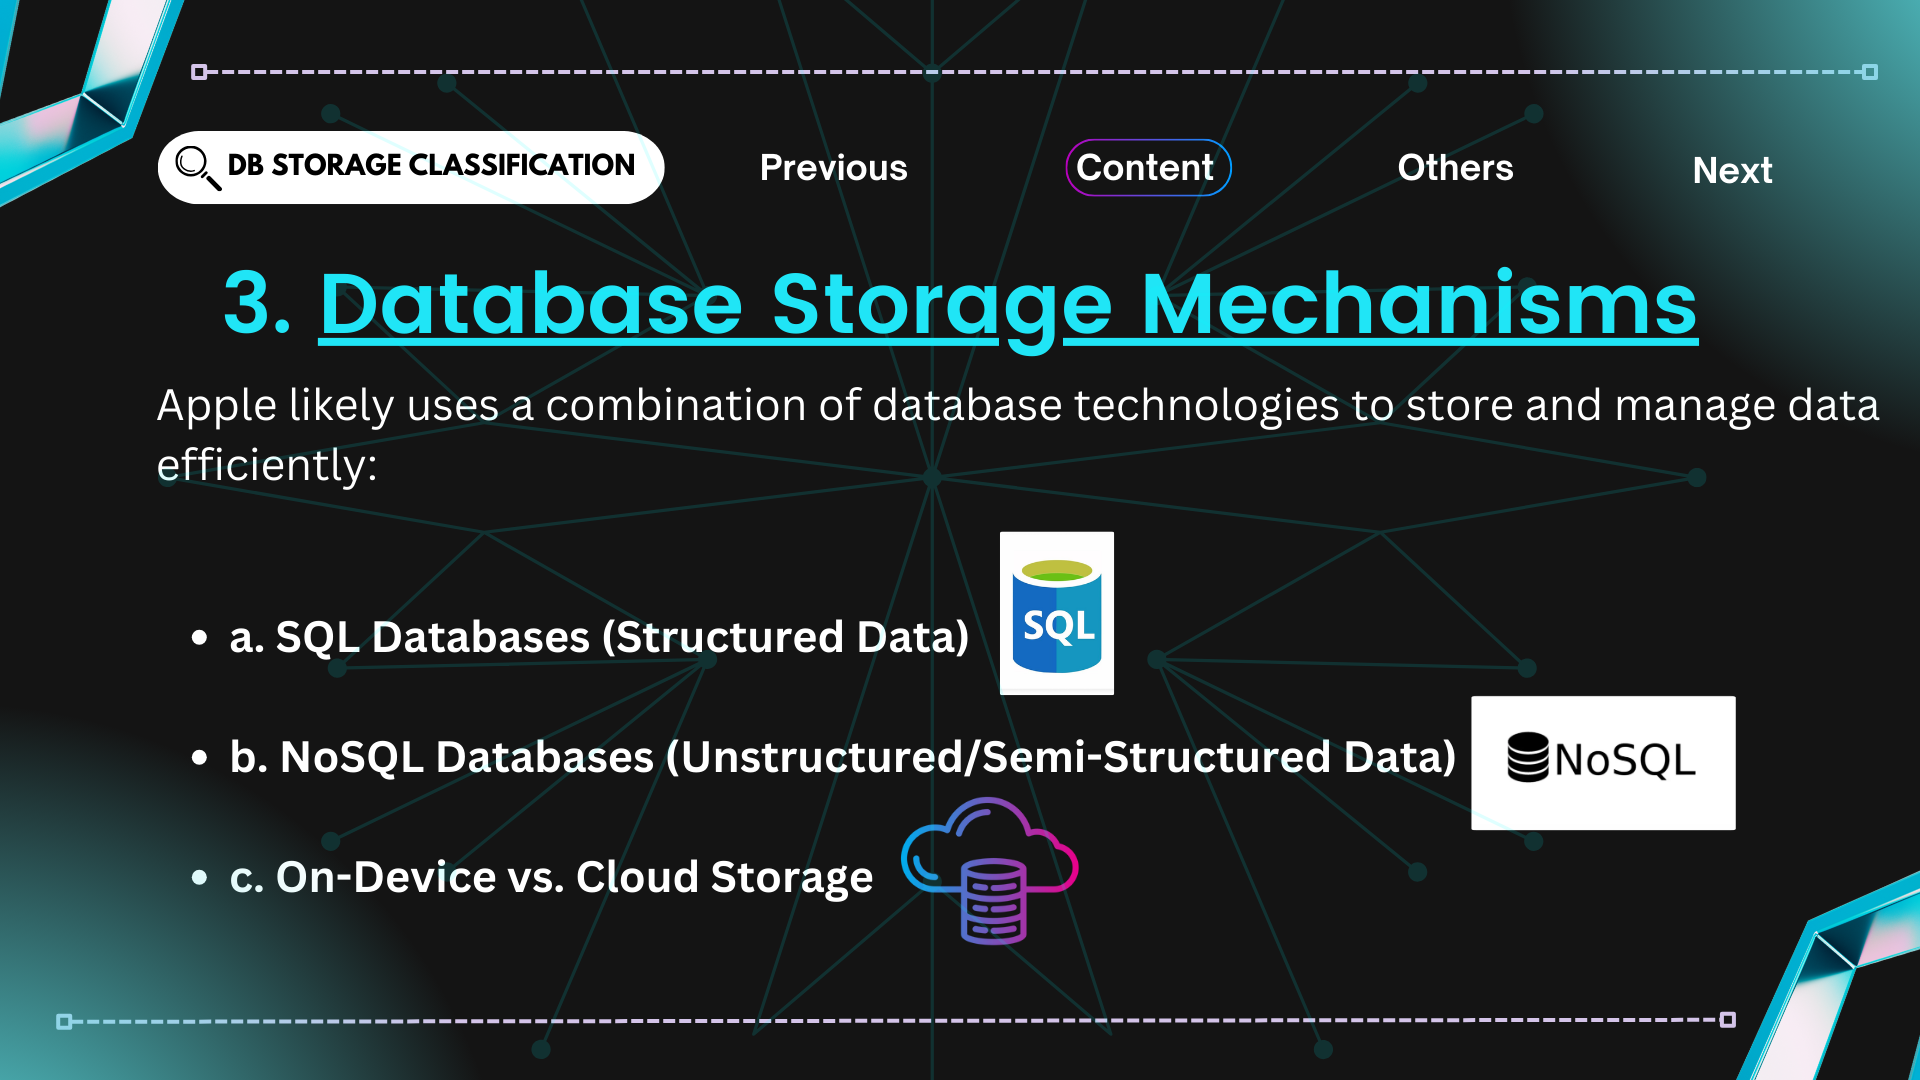 DB STORAGE CLASSIFICATION
Previous
Content
Others
Next
3. Database Storage Mechanisms
Apple likely uses a combination of database technologies to store and manage data
efficiently:
• a. SQL Databases (Structured Data)
SQL
• b. NoSQL Databases (Unstructured/Semi-Structured Data)
NoSQL
• c. On-Device vs. Cloud Storage